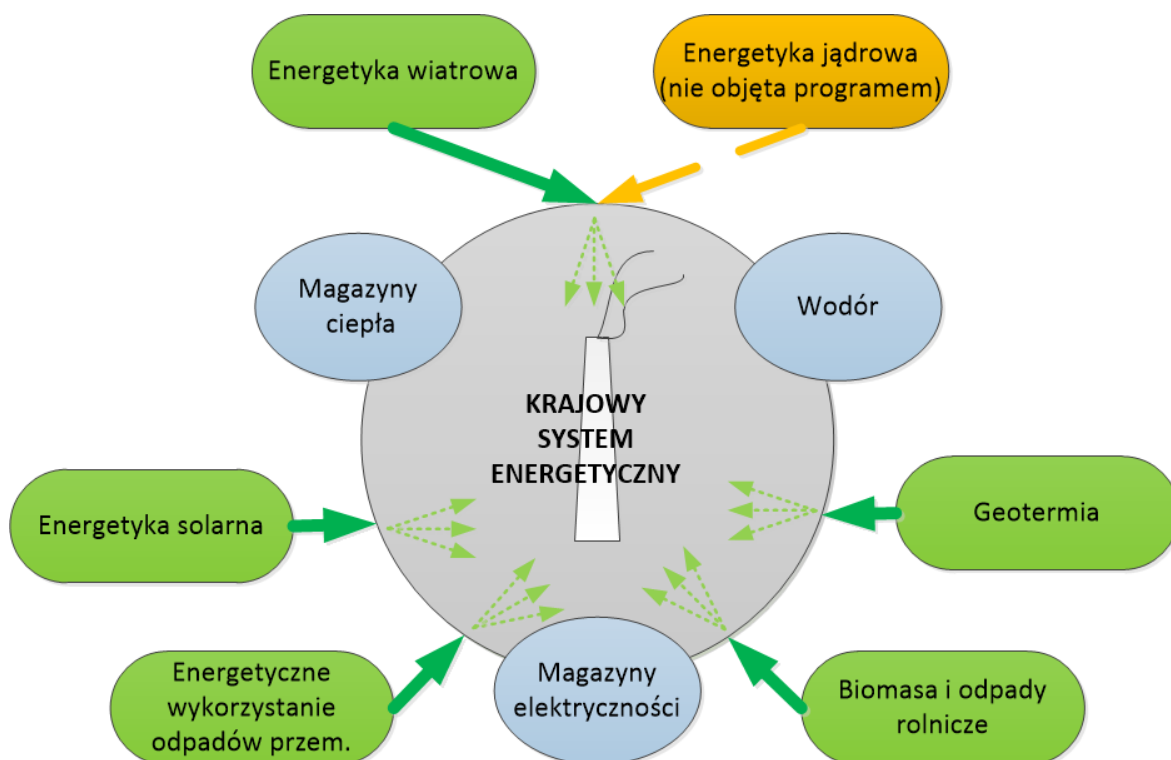 Energetyka wiatrowa
Energetyka jądrowa
(nie objęta programem)
Magazyny
ciepła
Wodór
KRAJOWY
SYSTEM
ENERGETYCZNY
Energetyka solarna
Geotermia
Energetyczne
wykorzystanie
odpadów przem.
Magazyny
elektryczności
Biomasa i odpady
rolnicze